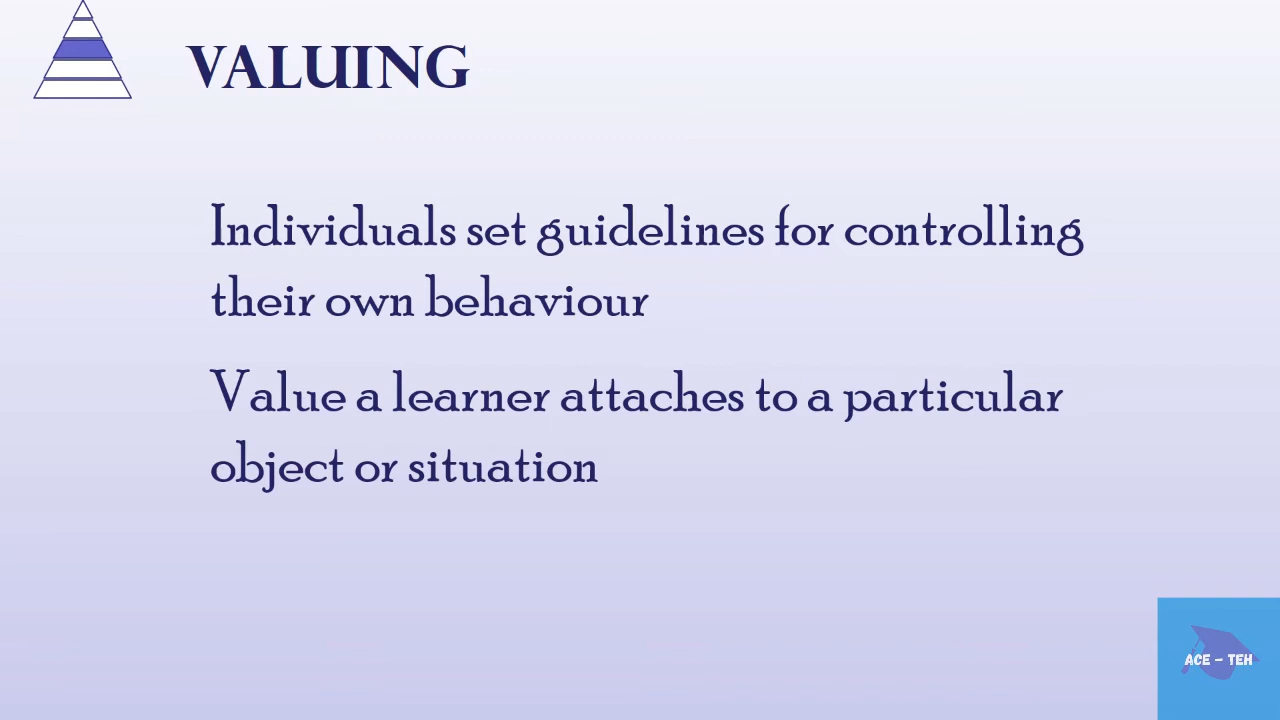 VALUING
Individuals set guidelines for controlling
their own behaviour
Value a learner attaches to a particular
object or situation
ACE - TEH